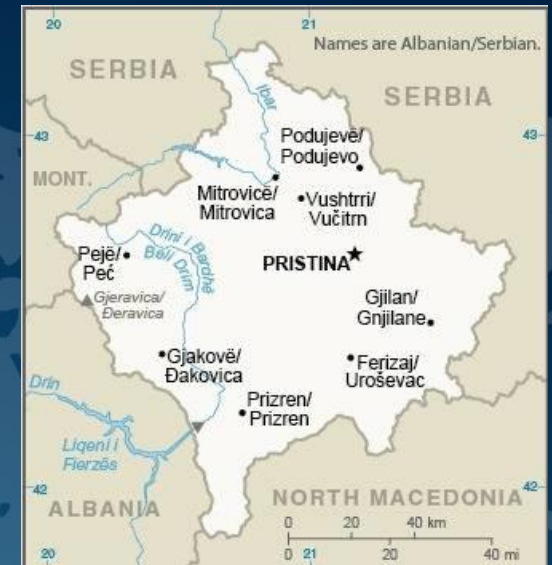 20
21
Names are Albanian/Serbian.
SERBIA
SERBIA
Ibar
43
43
Podujevë/
Podujevo
MONT.
Mitrovicë/
Mitrovica
Vushtrri/
Vučitrn
Drini i Bardhë
Beli Drim
Pejë/
Peć
PRISTINA
Gjeravica/
Đeravica
Gjilan/
Gnjilane
Gjakovë/
Đakovica
Ferizaj/
Uroševac
Drin
Prizren/
Prizren
Liqeni i
Fierzës
42
42
ALBANIA
NORTH MACEDONIA
0 20 40 km
0 20 40 mi
20
21